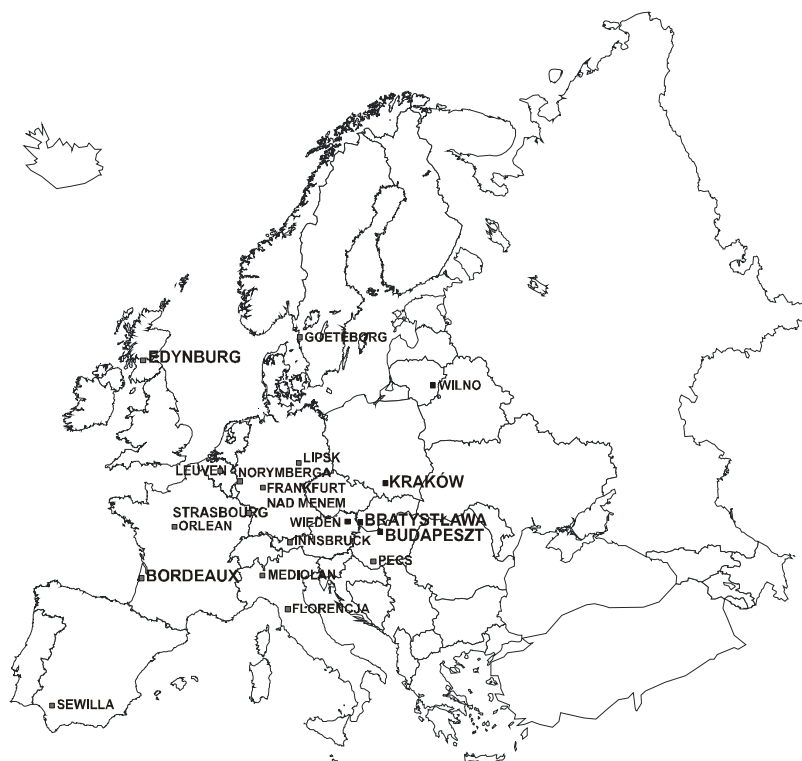 GOETEBORG
EDYNBURG
WILNO
LIPSK
LEUVEN
NORYMBERGA
KRAKÓW
FRANKFURT
NAD MENEM
STRASBOURG
ORLEAN
WIEDEŃ
BRATYSŁAWA
BUDAPESZT
INNSBRUCK
PECS
BORDEAUX
MEDIOLAN
FLORENCJA
SEWILLA